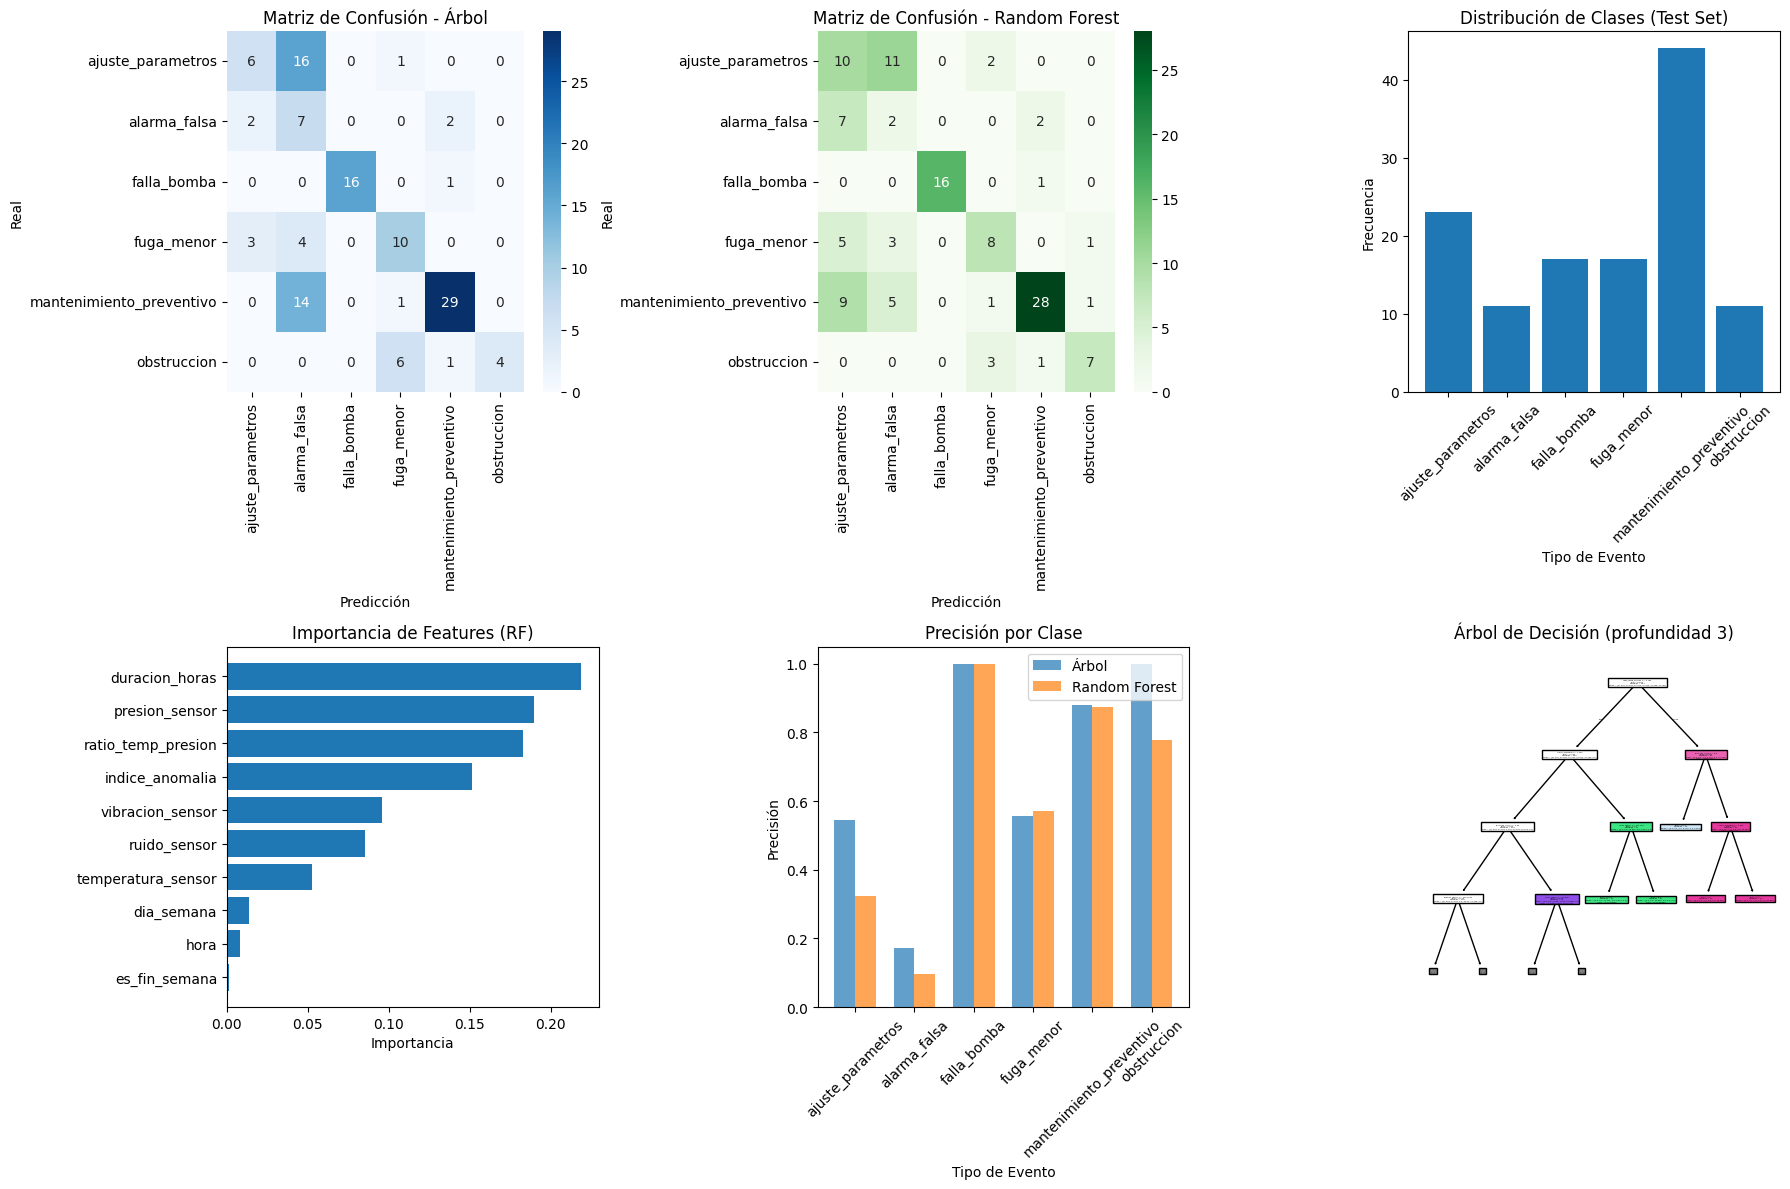 Matriz de Confusión - Árbol
ajuste_parametros 6 16 0 1 0 0
alarma_falsa 2 7 0 0 2 0
falla_bomba 0 0 16 0 1 0
fuga_menor 3 4 0 10 0 0
mantenimiento_preventivo 0 14 0 1 29 0
obstruccion 0 0 0 6 1 4
Real
ajuste_parametros
alarma_falsa
falla_bomba
fuga_menor
mantenimiento_preventivo
obstruccion
Predicción
25
20
15
10
5
0
Matriz de Confusión - Random Forest
ajuste_parametros 10 11 0 2 0 0
alarma_falsa 7 2 0 0 2 0
falla_bomba 0 0 16 0 1 0
fuga_menor 5 3 0 8 0 1
mantenimiento_preventivo 9 5 0 1 28 1
obstruccion 0 0 0 3 1 7
Real
ajuste_parametros
alarma_falsa
falla_bomba
fuga_menor
mantenimiento_preventivo
obstruccion
Predicción
25
20
15
10
5
0
Distribución de Clases (Test Set)
Frecuencia
40
30
20
10
0
ajuste_parametros
alarma_falsa
falla_bomba
fuga_menor
mantenimiento_preventivo
obstruccion
Tipo de Evento
Importancia de Features (RF)
duracion_horas
presion_sensor
ratio_temp_presion
indice_anomalia
vibracion_sensor
ruido_sensor
temperatura_sensor
dia_semana
hora
es_fin_semana
0.00 0.05 0.10 0.15 0.20
Importancia
Precisión por Clase
Árbol
Random Forest
Precisión
1.0
0.8
0.6
0.4
0.2
0.0
ajuste_parametros
alarma_falsa
falla_bomba
fuga_menor
mantenimiento_preventivo
obstruccion
Tipo de Evento
Árbol de Decisión (profundidad 3)